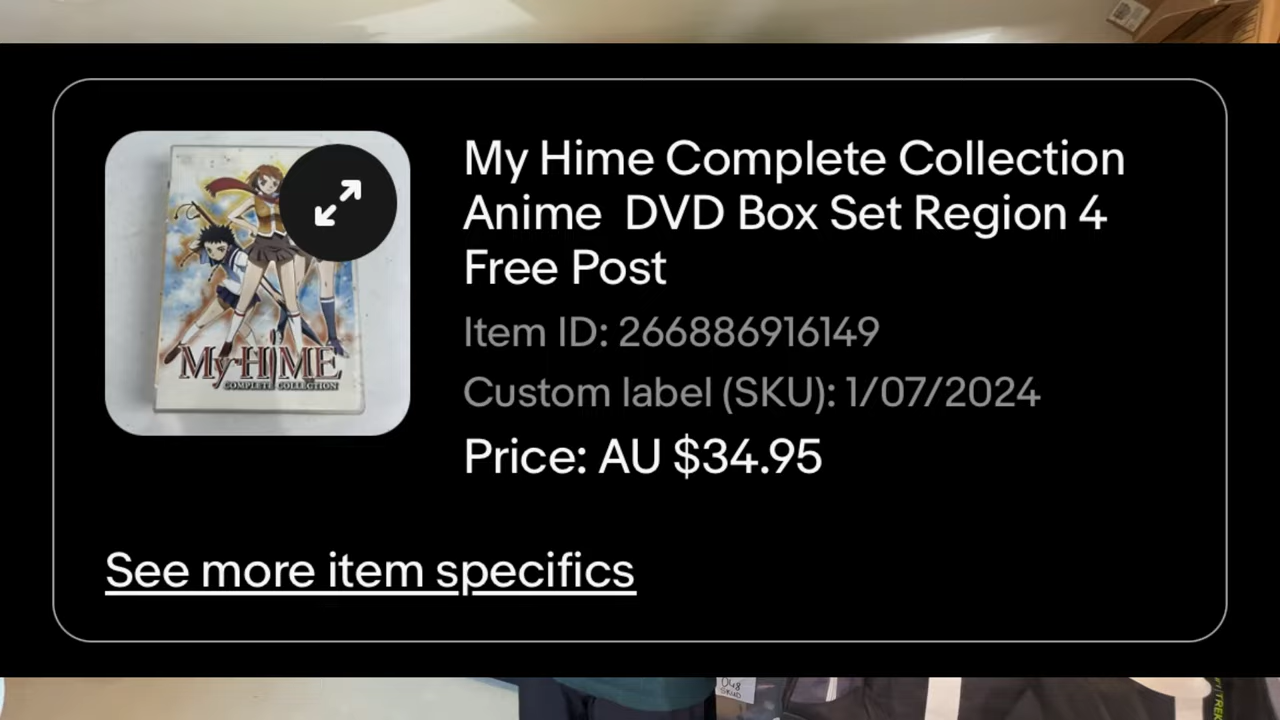 My Hime Complete Collection
Anime  DVD Box Set Region 4
Free Post
Item ID: 266886916149
Custom label (SKU): 1/07/2024
Price: AU $34.95
My-HiME
COMPLETE COLLECTION
See more item specifics
048